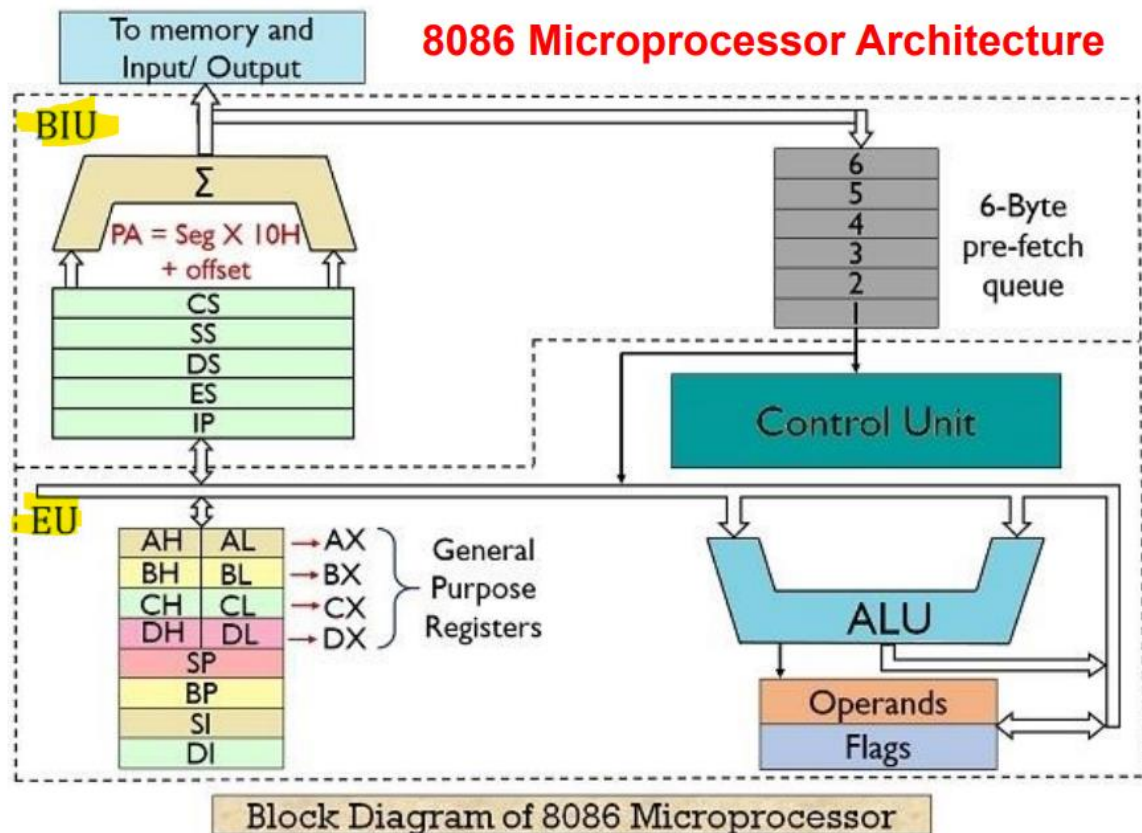 To memory and
Input/ Output
8086 Microprocessor Architecture
BIU
Σ
PA = Seg X 10H
+ offset
CS
SS
DS
ES
IP
6
5
4
3
2
1
6-Byte
pre-fetch
queue
Control Unit
EU
AH AL AX
BH BL BX
CH CL CX
DH DL DX
SP
BP
SI
DI
General
Purpose
Registers
ALU
Operands
Flags
Block Diagram of 8086 Microprocessor